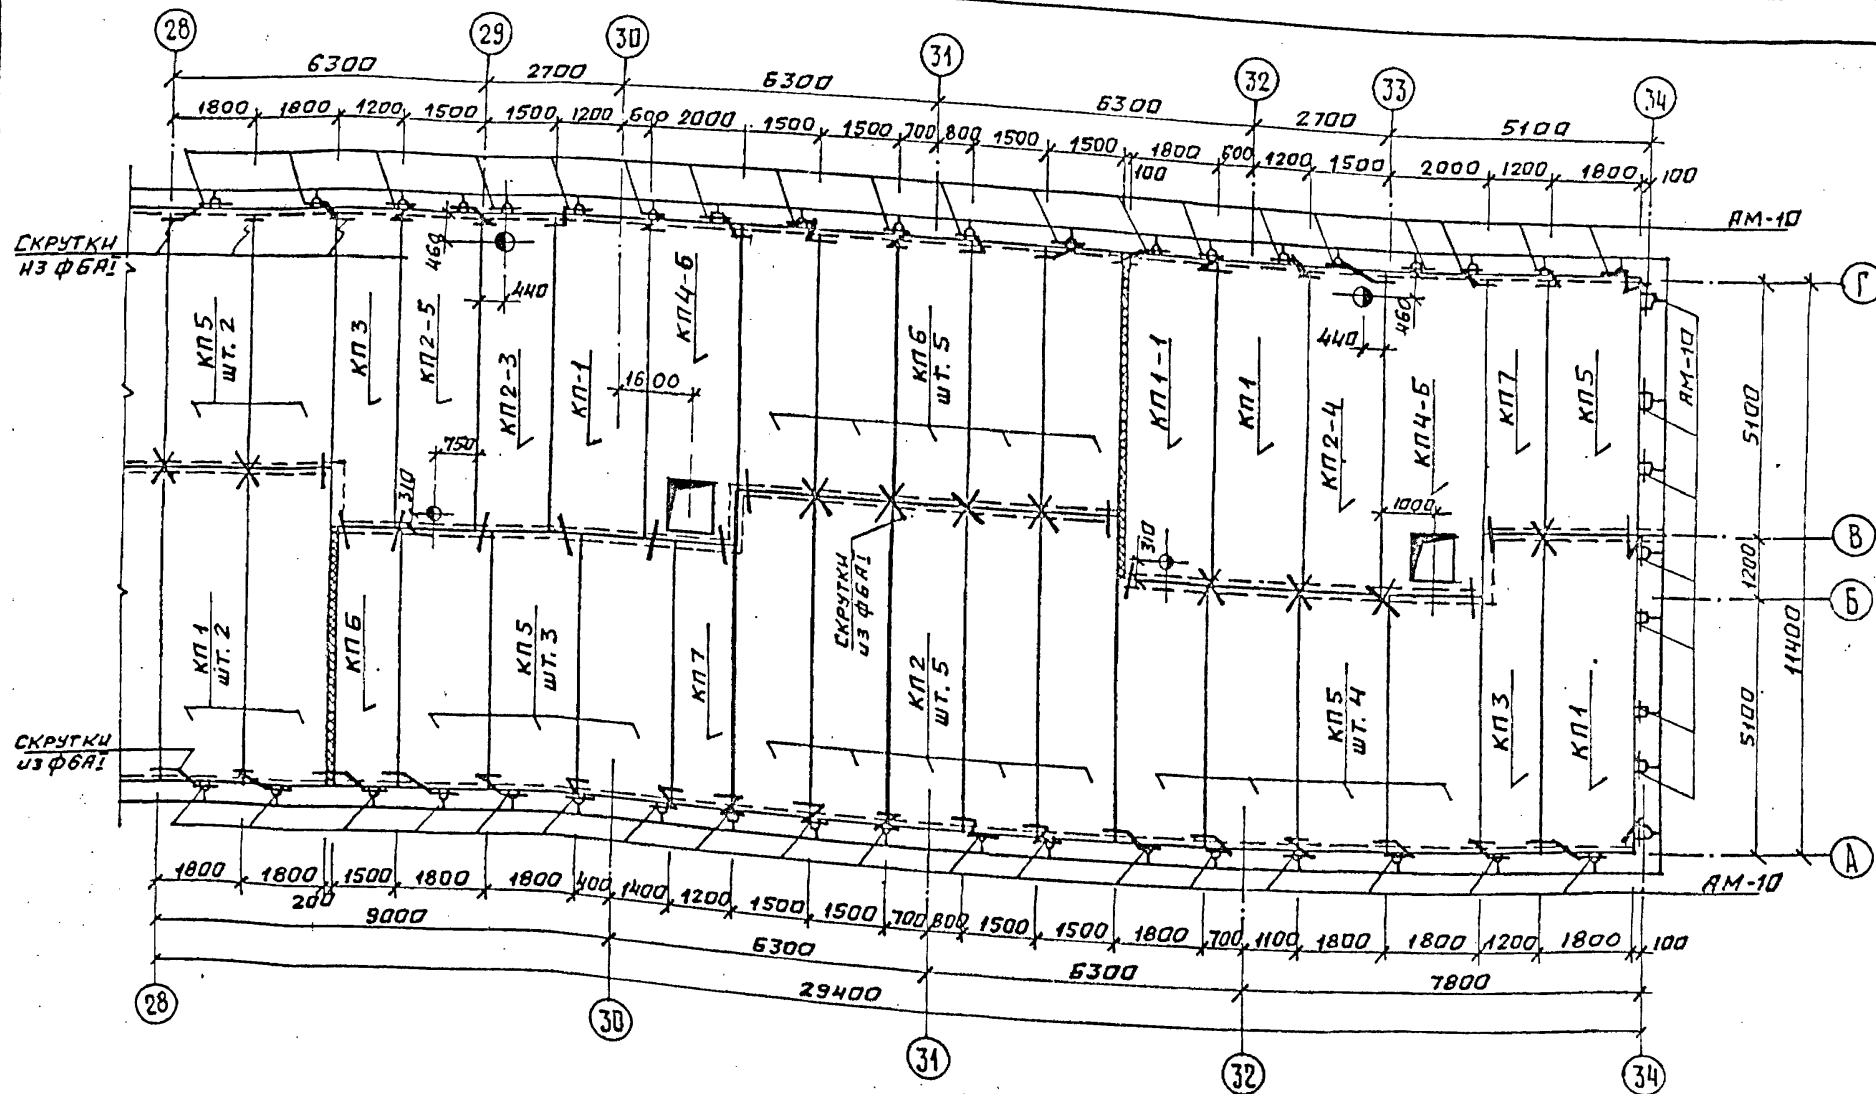 28 29 30 31 32 33 34
6300 2700 6300 6300 2700 5100
1800 1800 1200 1500 1500 1200 600 2000 1500 1500 700 800 1500 1500 1800 600 1200 1500 2000 1200 1800 100
100
АМ-10
СКРУТКИ
ИЗ Ф6АI
460
440
440
460
Г
КП5
ШТ. 2
КП3
КП2-5
КП2-3
КП-1
КП4-6
КП6
ШТ. 5
КП1-1
КП1
КП2-4
КП4-Б
КП7
КП5
АМ-10
5100
1600
750
310
1000
310
В
1200
Б
11400
СКРУТКИ
ИЗ Ф6АI
КП1
ШТ. 2
КП6
КП5
ШТ. 3
КП7
КП2
ШТ. 5
КП5
ШТ. 4
КП3
КП1
5100
СКРУТКИ
ИЗ Ф6АI
А
АМ-10
1800 1800 1500 1800 1800 400 1400 1200 1500 1500 700 800 1500 1500 1800 700 1100 1800 1800 1200 1800 100
200
9000 6300 6300 7800
29400
28 30 31 32 34